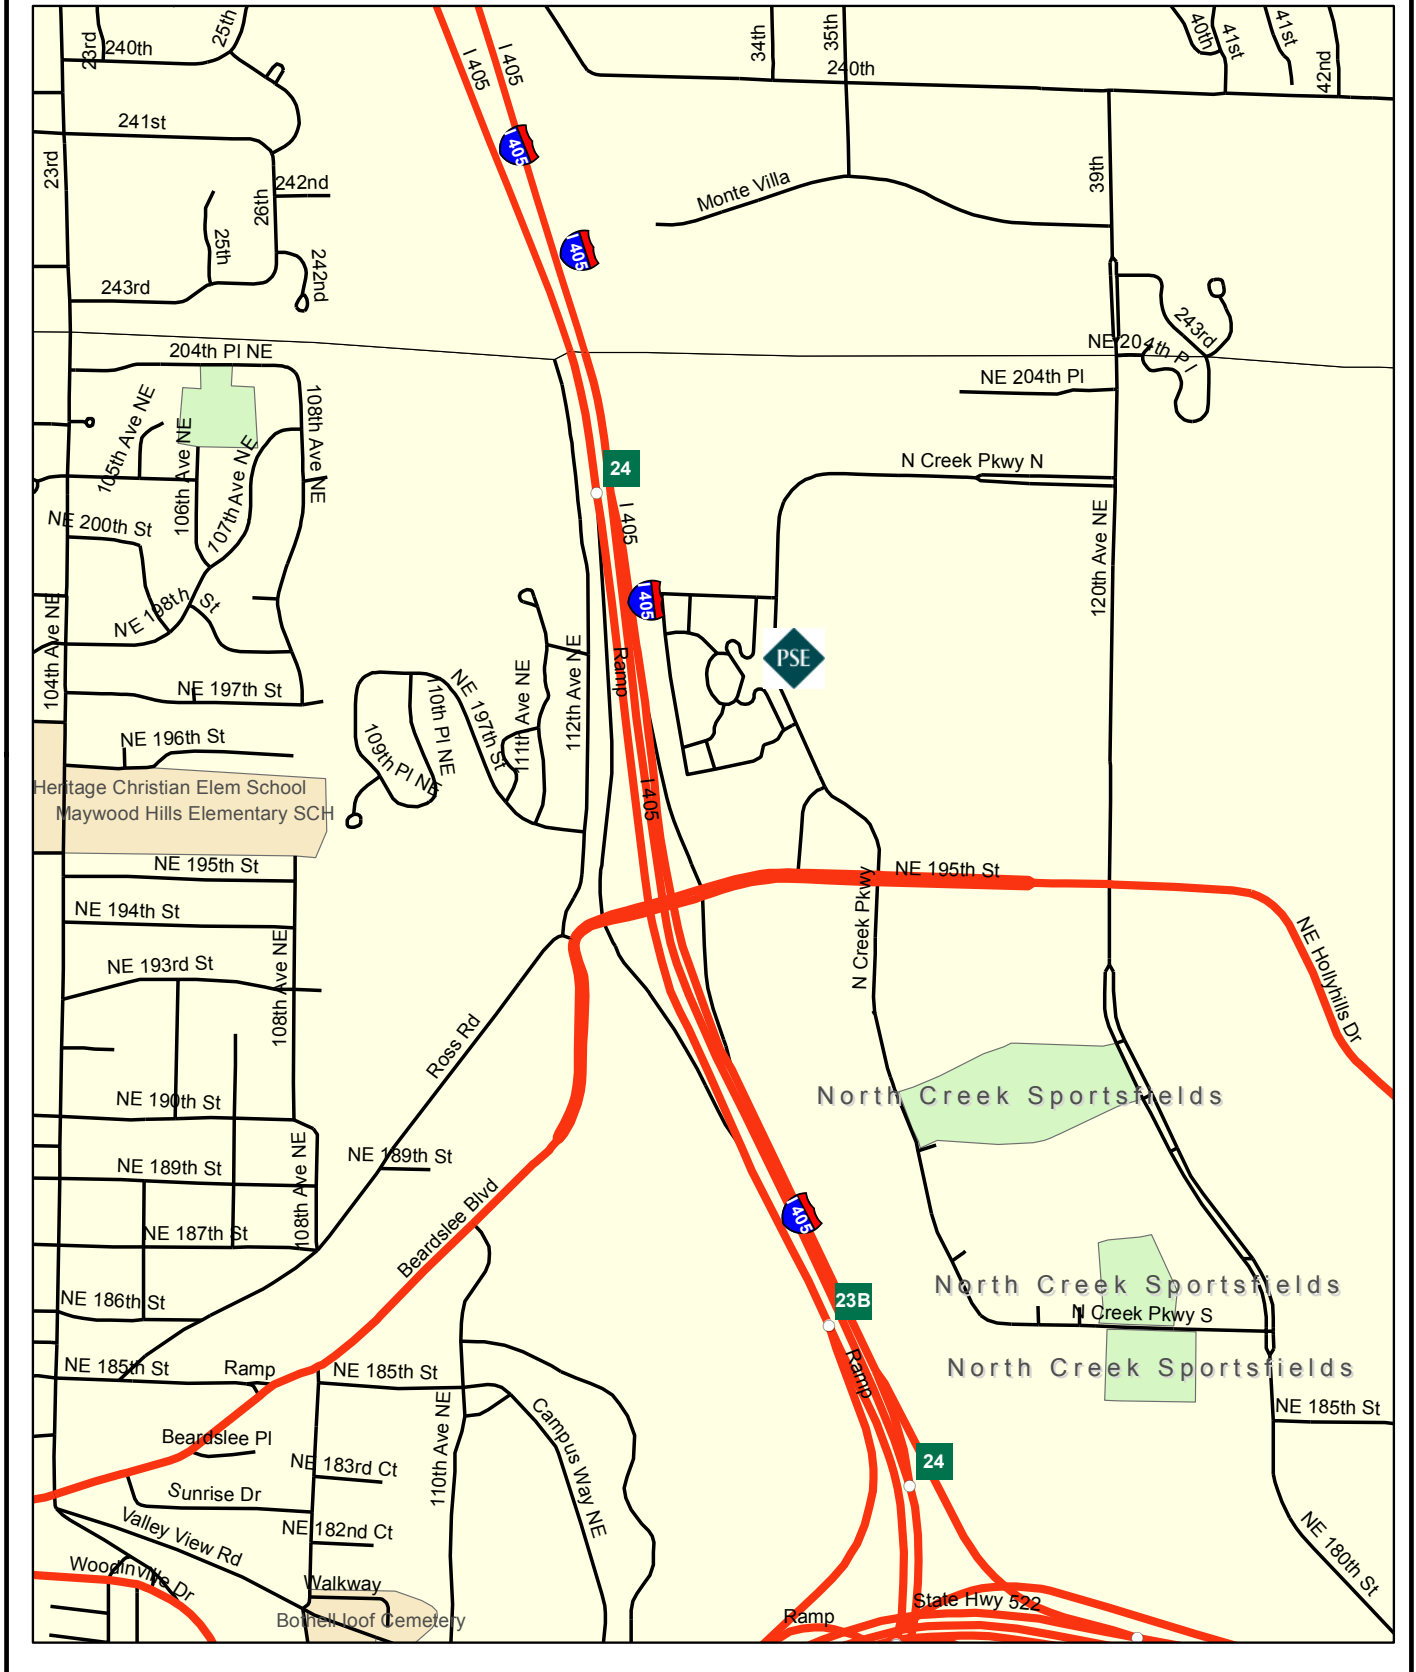 23rd
240th
25th
I 405
I 405
34th
35th
240th
40th
41st
41st
42nd
241st
23rd
I 405
26th
242nd
Monte Villa
39th
25th
242nd
I 405
243rd
243rd
204th Pl NE
NE 204th Pl
NE 204th Pl
105th Ave NE
108th Ave NE
106th Ave NE
107th Ave NE
24
N Creek Pkwy N
NE 200th St
I 405
120th Ave NE
104th Ave NE
NE 198th St
I 405
PSE
Ramp
112th Ave NE
111th Ave NE
NE 197th St
NE 197th St
110th Pl NE
109th Pl NE
NE 196th St
Heritage Christian Elem School
Maywood Hills Elementary SCH
I 405
NE 195th St
NE 195th St
NE 194th St
N Creek Pkwy
NE 193rd St
108th Ave NE
NE Hollyhills Dr
Ross Rd
NE 190th St
North Creek Sportsfields
NE 189th St
NE 189th St
108th Ave NE
NE 187th St
Beardslee Blvd
I 405
North Creek Sportsfields
NE 186th St
23B
N Creek Pkwy S
NE 185th St
Ramp
NE 185th St
Ramp
North Creek Sportsfields
NE 185th St
Beardslee Pl
110th Ave NE
Campus Way NE
NE 183rd Ct
24
Sunrise Dr
Valley View Rd
NE 182nd Ct
NE 180th St
Woodinville Dr
Walkway
State Hwy 522
Bothell Ioof Cemetery
Ramp